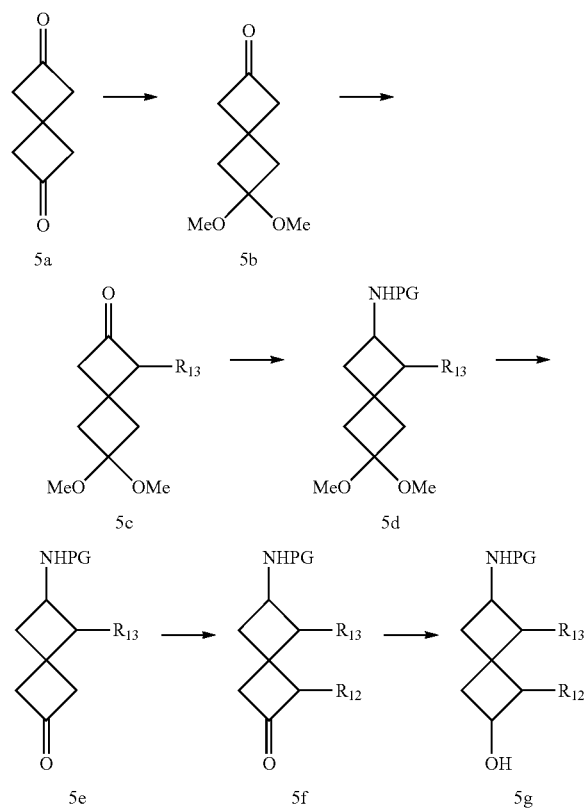 O O
O MeO OMe
5a 5b
O NHPG
R13 R13
MeO OMe MeO OMe
5c 5d
NHPG NHPG NHPG
R13 R13 R13
R12 R12
O O OH
5e 5f 5g